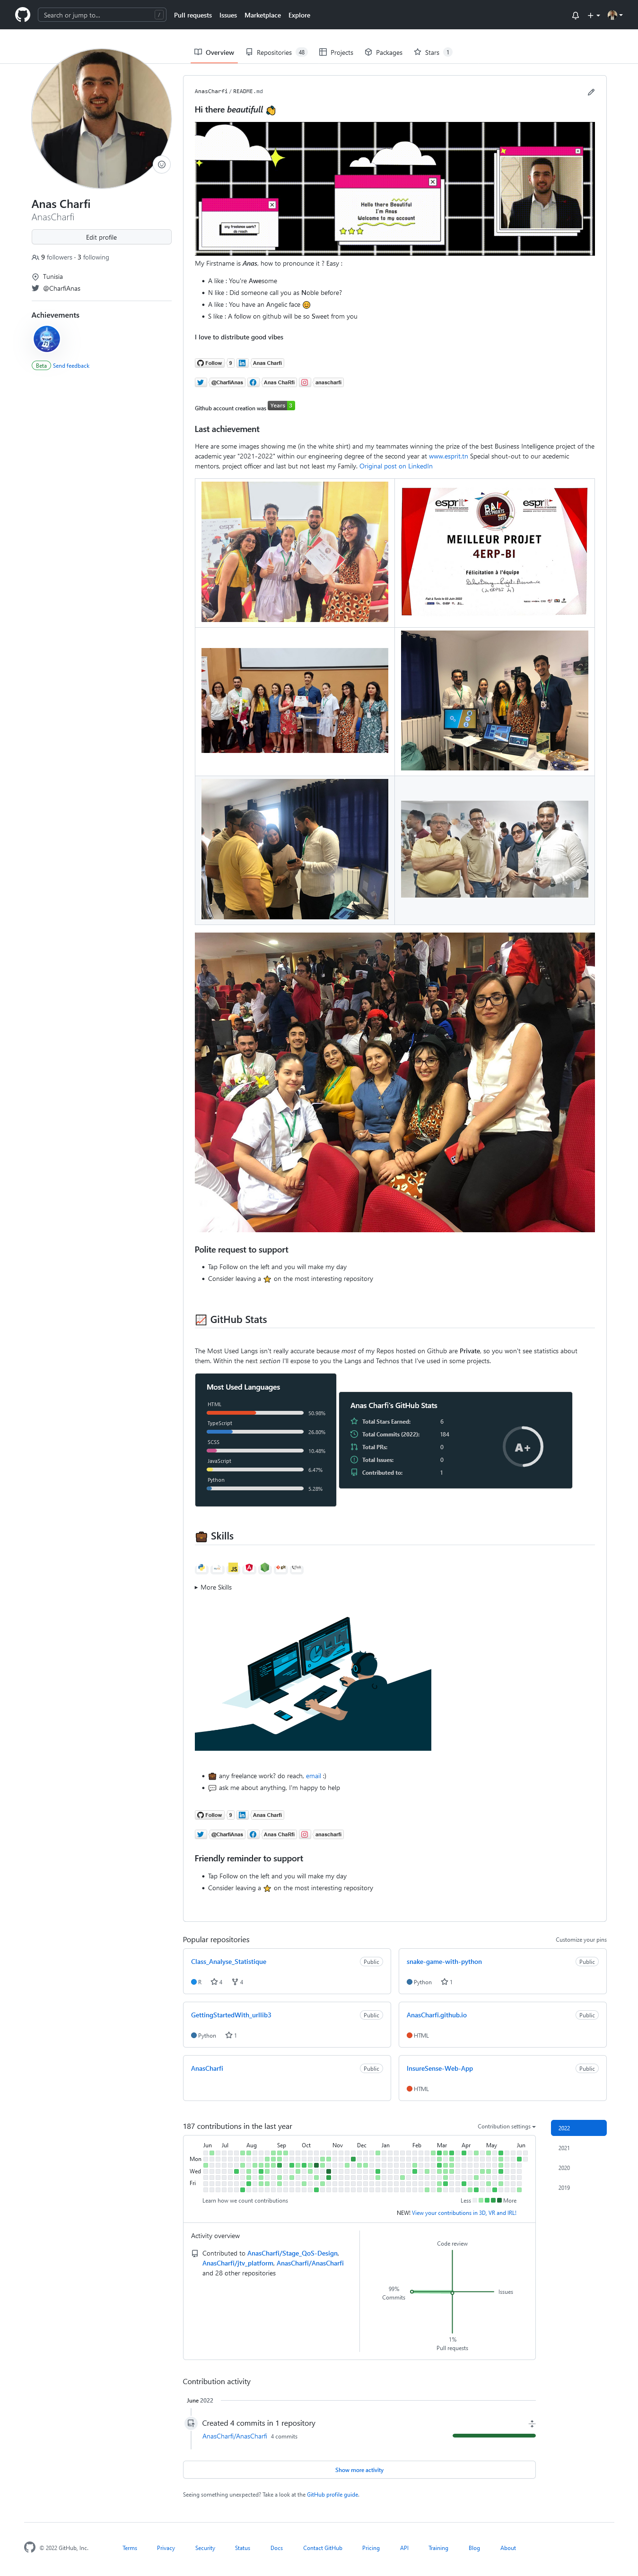 Search or jump to...
/
Pull requests
Issues
Marketplace
Explore
Overview
Repositories 48
Projects
Packages
Stars 1
Anas Charfi
AnasCharfi
Edit profile
9 followers · 3 following
Tunisia
@CharfiAnas
Achievements
Beta Send feedback
AnasCharfi / README.md
Hi there beautifull
Hello there Beautiful
I'm Anas
Welcome to my account
any freelance work?
do reach
My Firstname is Anas, how to pronounce it ? Easy :
A like : You're Awesome
N like : Did someone call you as Noble before?
A like : You have an Angelic face
S like : A follow on github will be so Sweet from you
I love to distribute good vibes
Follow 9 Anas Charfi
@CharfiAnas Anas ChaRfi anascharfi
Github account creation was Years 3
Last achievement
Here are some images showing me (in the white shirt) and my teammates winning the prize of the best Business Intelligence project of the
academic year "2021-2022" within our engineering degree of the second year at www.esprit.tn Special shout-out to our acedemic
mentors, project officer and last but not least my Family. Original post on LinkedIn
esprit
esprit
MEILLEUR PROJET
4ERP-BI
Félicitation à l'équipe
Polite request to support
Tap Follow on the left and you will make my day
Consider leaving a on the most interesting repository
GitHub Stats
The Most Used Langs isn't really accurate because most of my Repos hosted on Github are Private, so you won't see statistics about
them. Within the next section I'll expose to you the Langs and Technos that I've used in some projects.
Most Used Languages
HTML
50.98%
TypeScript
26.80%
SCSS
10.48%
JavaScript
6.47%
Python
5.28%
Anas Charfi's GitHub Stats
Total Stars Earned: 6
Total Commits (2022): 184
Total PRs: 0
Total Issues: 0
Contributed to: 1
A+
Skills
JS
More Skills
any freelance work? do reach, email :)
ask me about anything, I'm happy to help
Follow 9 Anas Charfi
@CharfiAnas Anas ChaRfi anascharfi
Friendly reminder to support
Tap Follow on the left and you will make my day
Consider leaving a on the most interesting repository
Popular repositories
Customize your pins
Class_Analyse_Statistique Public
R 4 4
snake-game-with-python Public
Python 1
GettingStartedWith_urllib3 Public
Python 1
AnasCharfi.github.io Public
HTML
AnasCharfi Public
InsureSense-Web-App Public
HTML
187 contributions in the last year
Contribution settings
2022
2021
2020
2019
Jun Jul Aug Sep Oct Nov Dec Jan Feb Mar Apr May Jun
Mon
Wed
Fri
Learn how we count contributions
Less More
NEW! View your contributions in 3D, VR and IRL!
Activity overview
Contributed to AnasCharfi/Stage_QoS-Design,
AnasCharfi/Jtv_platform, AnasCharfi/AnasCharfi
and 28 other repositories
Code review
99%
Commits
Issues
1%
Pull requests
Contribution activity
June 2022
Created 4 commits in 1 repository
AnasCharfi/AnasCharfi 4 commits
Show more activity
Seeing something unexpected? Take a look at the GitHub profile guide.
© 2022 GitHub, Inc.
Terms
Privacy
Security
Status
Docs
Contact GitHub
Pricing
API
Training
Blog
About